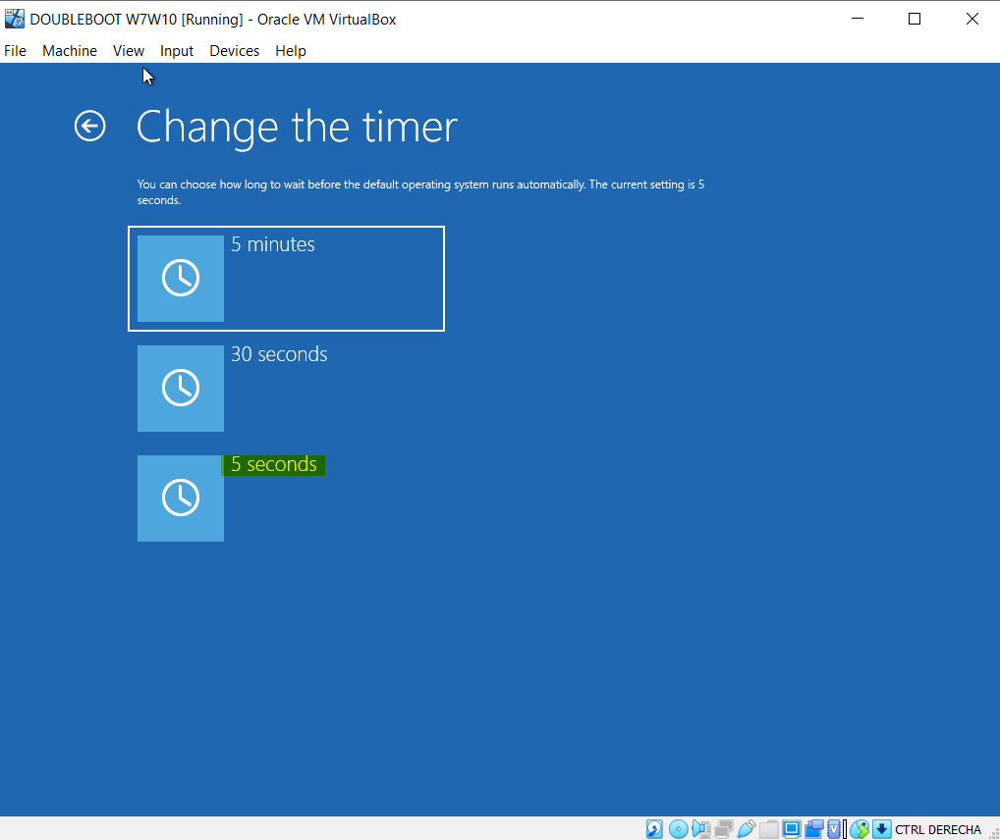 DOUBLEBOOT W7W10 [Running] - Oracle VM VirtualBox
File Machine View Input Devices Help
Change the timer
You can choose how long to wait before the default operating system runs automatically. The current setting is 5
seconds.
5 minutes
30 seconds
5 seconds
CTRL DERECHA